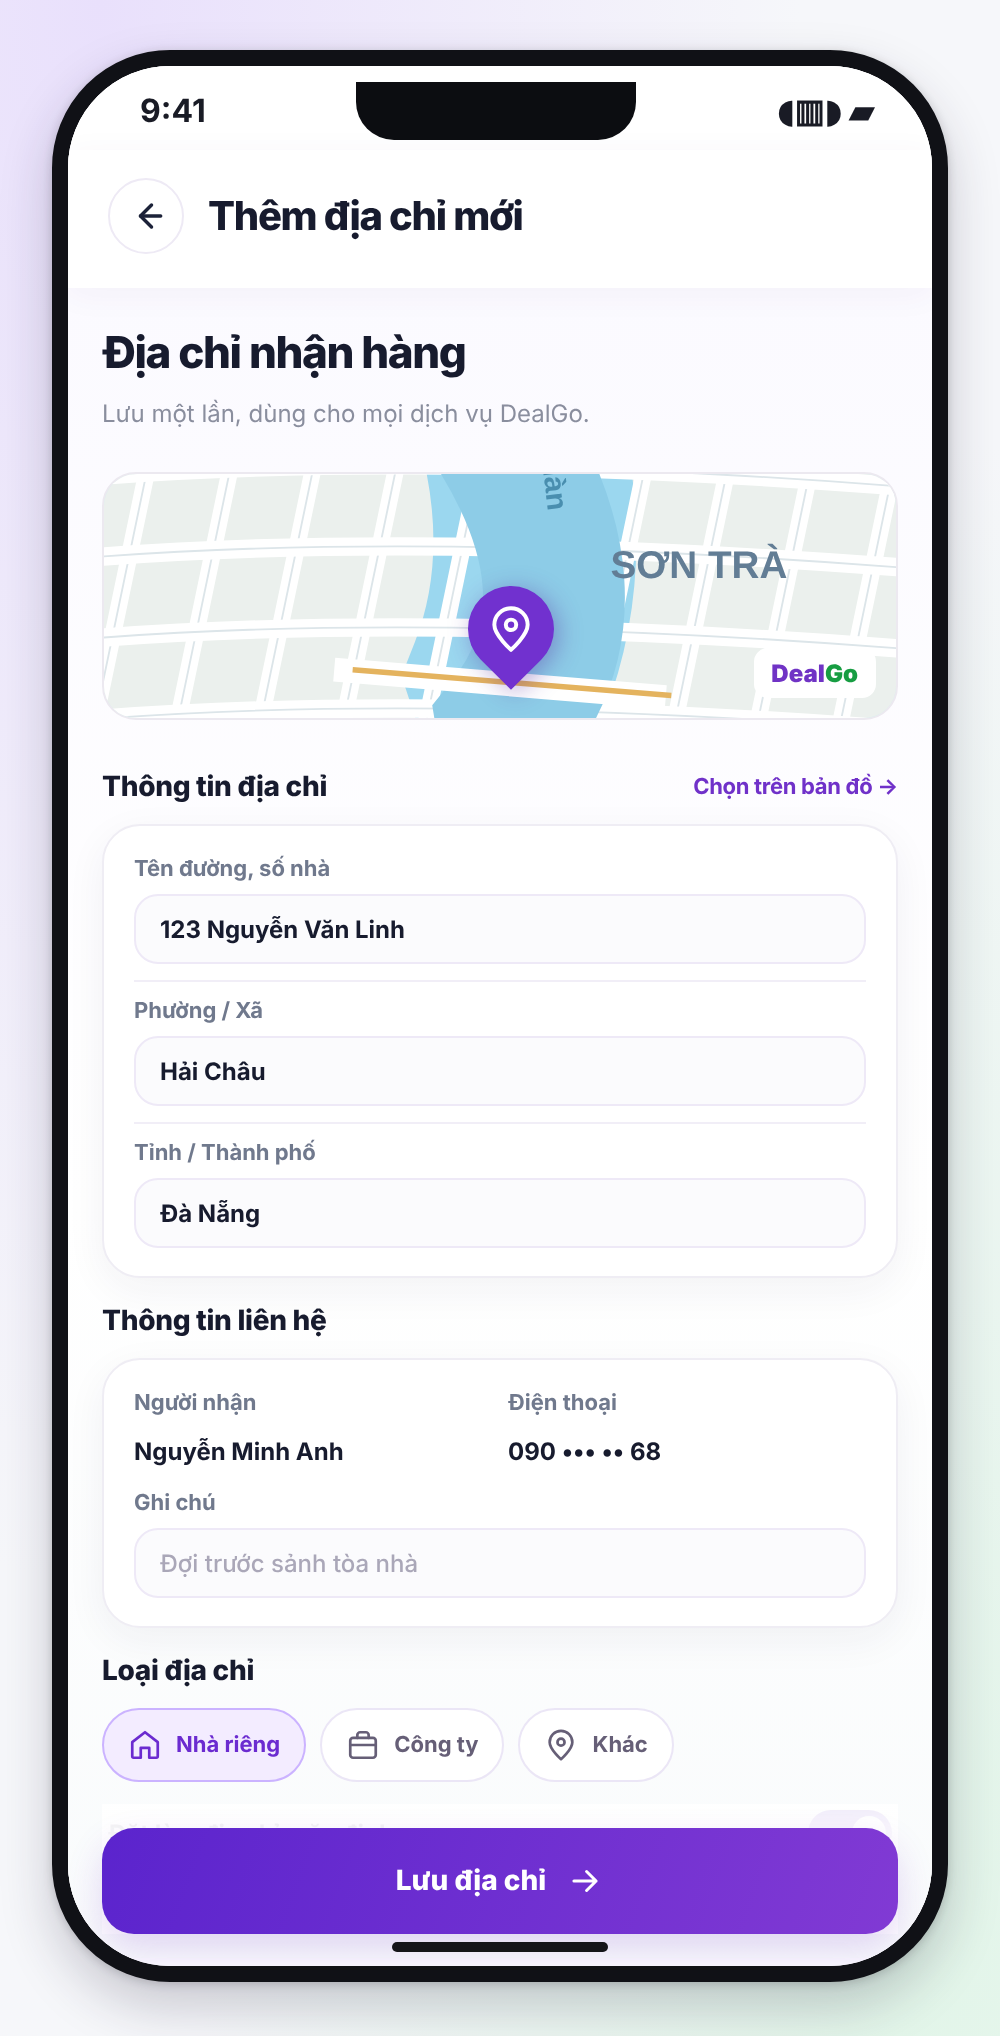 9:41
Thêm địa chỉ mới
Địa chỉ nhận hàng
Lưu một lần, dùng cho mọi dịch vụ DealGo.
SƠN TRÀ
DealGo
Thông tin địa chỉ
Chọn trên bản đồ →
Tên đường, số nhà
123 Nguyễn Văn Linh
Phường / Xã
Hải Châu
Tỉnh / Thành phố
Đà Nẵng
Thông tin liên hệ
Người nhận
Điện thoại
Nguyễn Minh Anh
090 ••• •• 68
Ghi chú
Đợi trước sảnh tòa nhà
Loại địa chỉ
Nhà riêng
Công ty
Khác
Lưu địa chỉ →